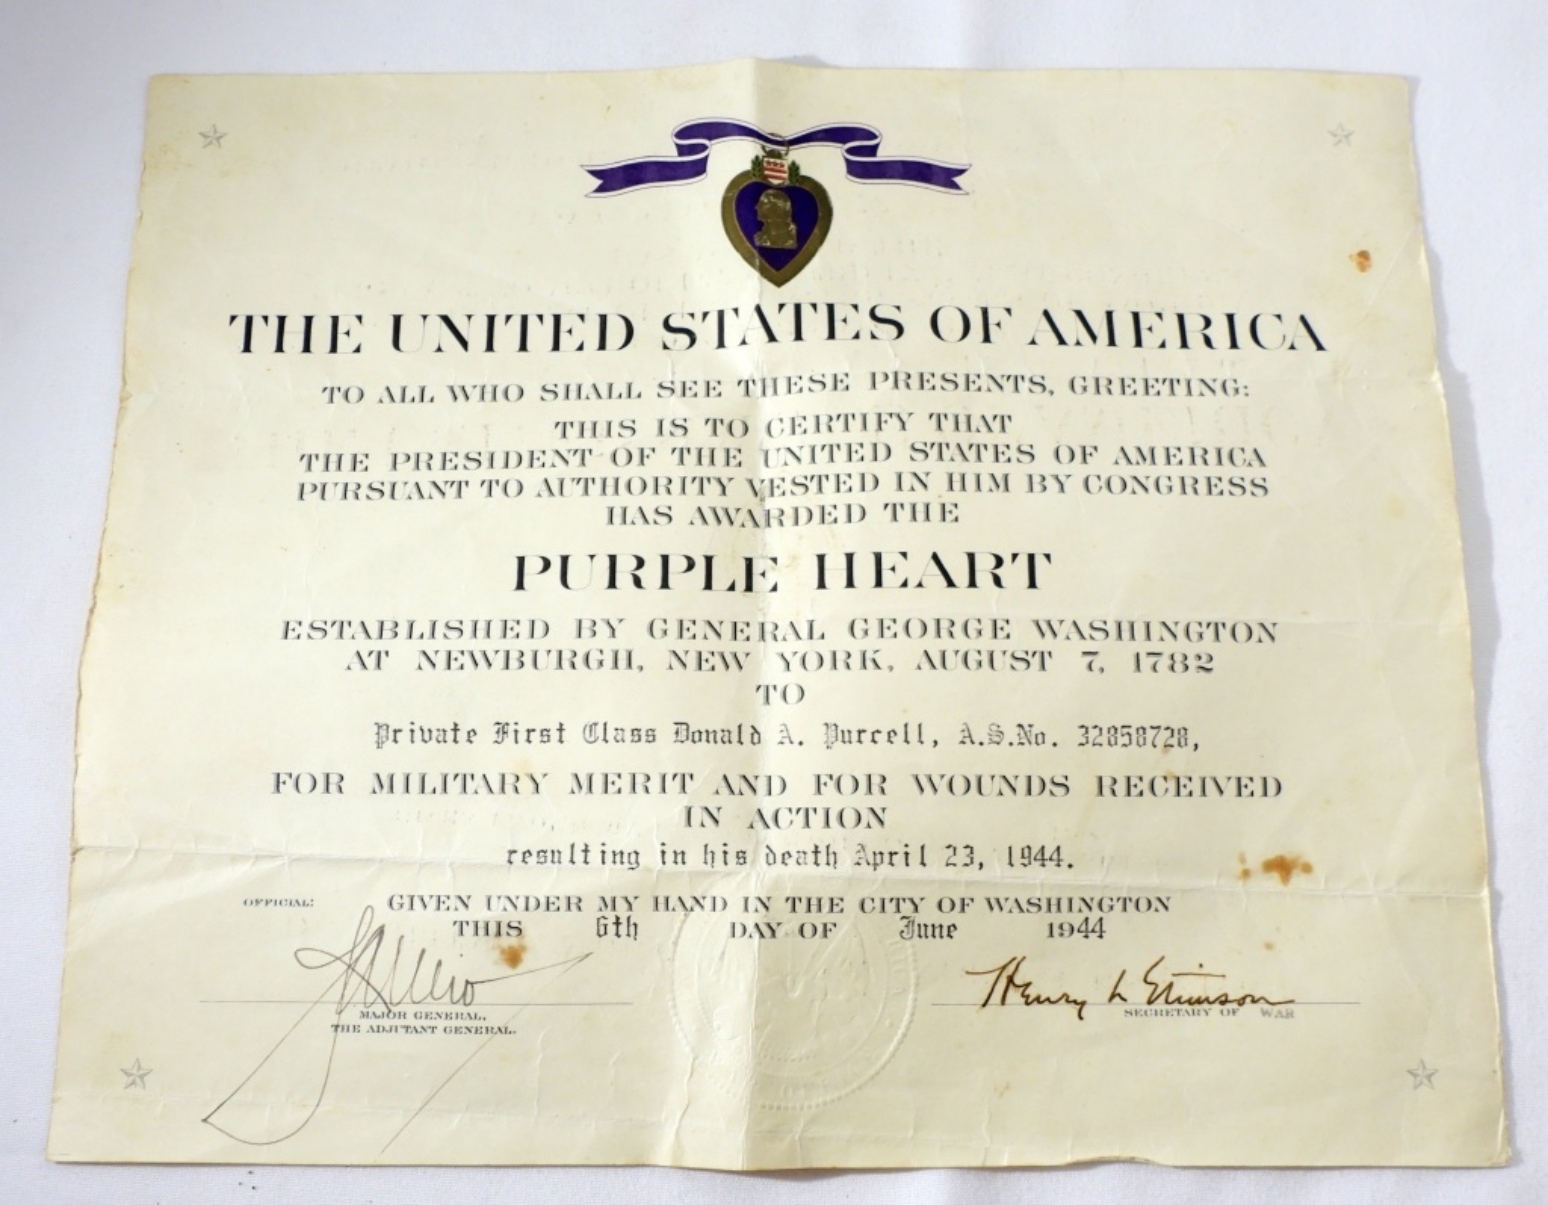 THE UNITED STATES OF AMERICA
TO ALL WHO SHALL SEE THESE PRESENTS, GREETING:
THIS IS TO CERTIFY THAT
THE PRESIDENT OF THE UNITED STATES OF AMERICA
PURSUANT TO AUTHORITY VESTED IN HIM BY CONGRESS
HAS AWARDED THE
PURPLE HEART
ESTABLISHED BY GENERAL GEORGE WASHINGTON
AT NEWBURGH, NEW YORK, AUGUST 7, 1782
TO
Private First Class Donald A. Purcell, A.S.No. 32858728,
FOR MILITARY MERIT AND FOR WOUNDS RECEIVED
IN ACTION
resulting in his death April 23, 1944.
OFFICIAL: GIVEN UNDER MY HAND IN THE CITY OF WASHINGTON
THIS 6th DAY OF June 1944
Henry L Stimson
MAJOR GENERAL, SECRETARY OF WAR
THE ADJUTANT GENERAL.